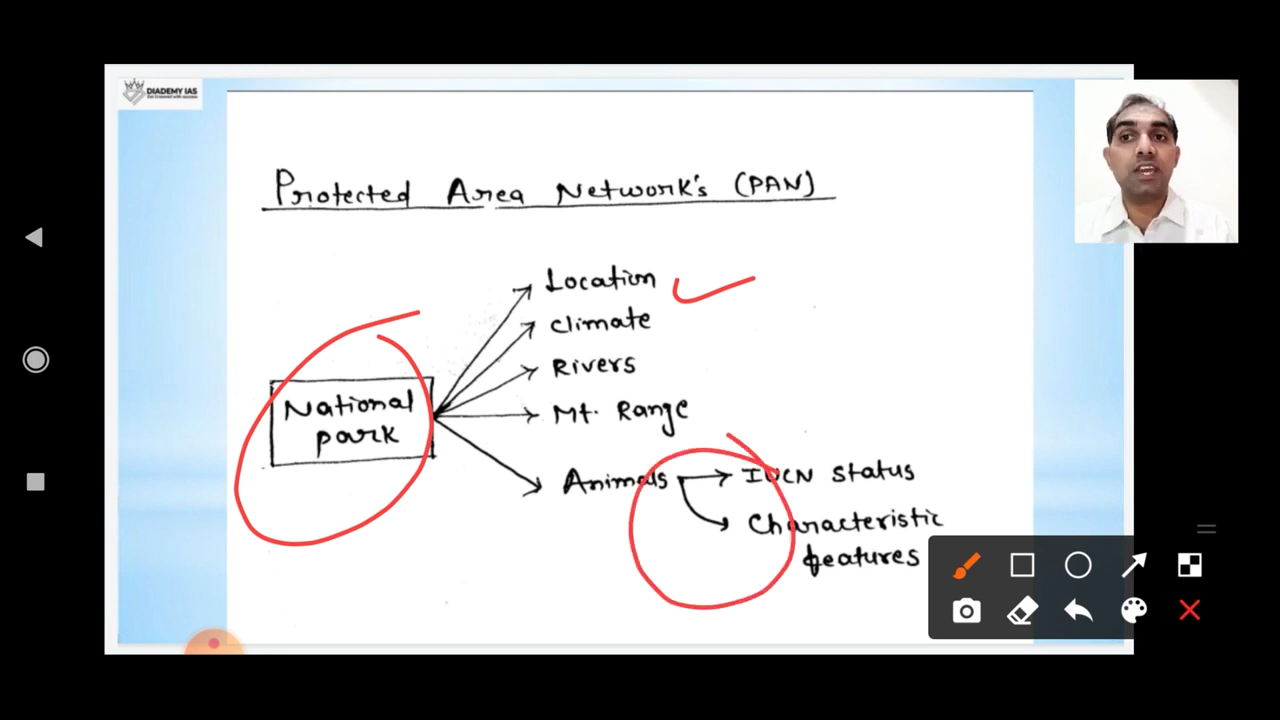 DIADEMY IAS
Protected Area Network's (PAN)
Location
Climate
Rivers
National
park
Mt. Range
Animals
IUCN Status
Characteristic
features